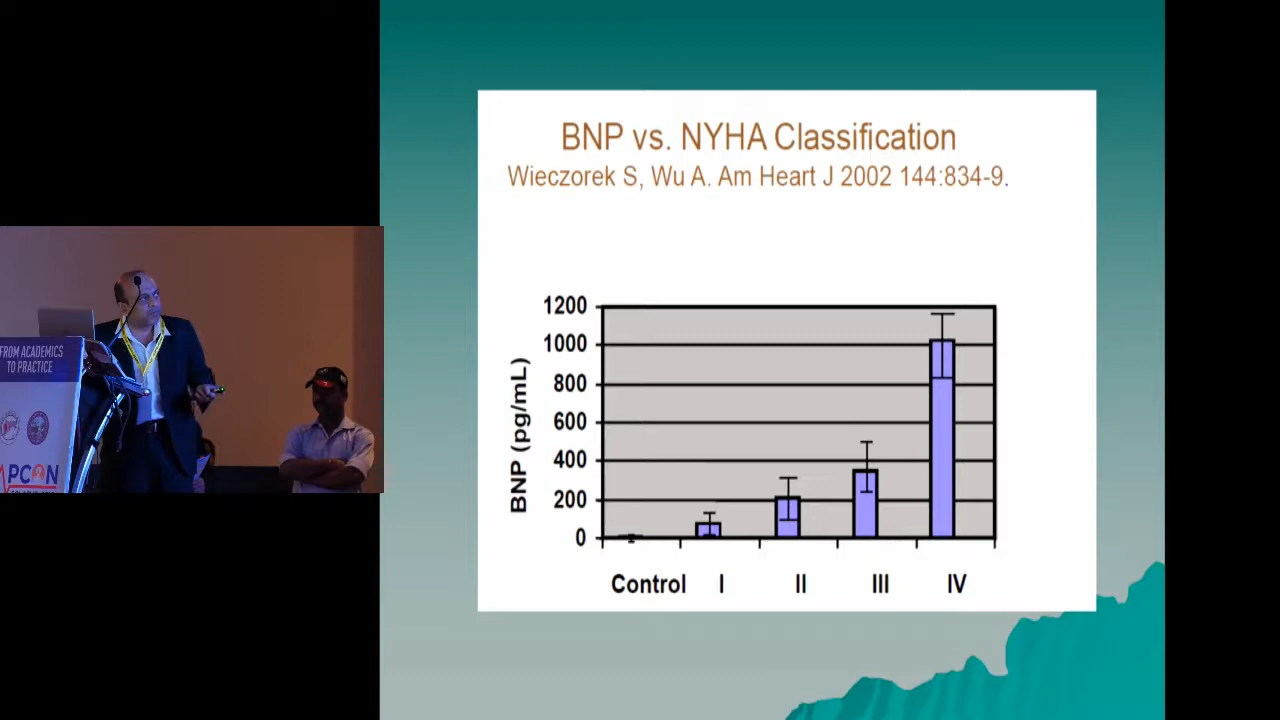 BNP vs. NYHA Classification
Wieczorek S, Wu A. Am Heart J 2002 144:834-9.
1200
1000
800
600
400
200
0
BNP (pg/mL)
Control I II III IV
FROM ACADEMICS
TO PRACTICE
PCON